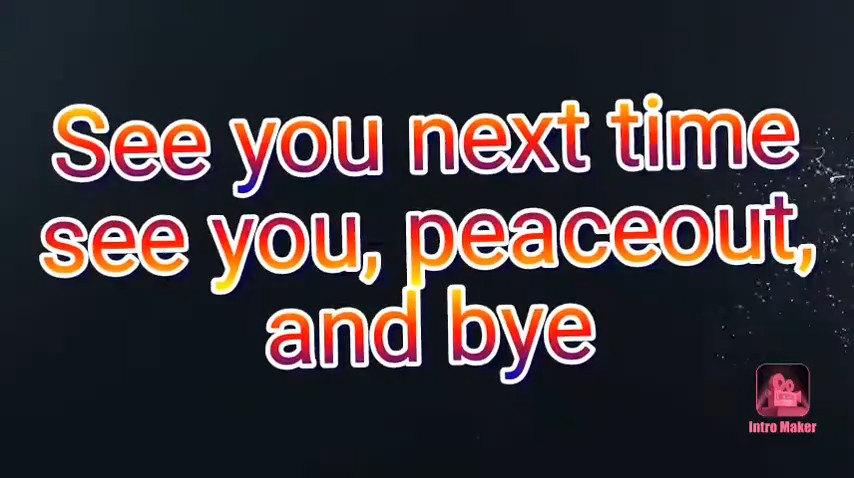 See you next time
see you, peaceout,
and bye
Intro Maker